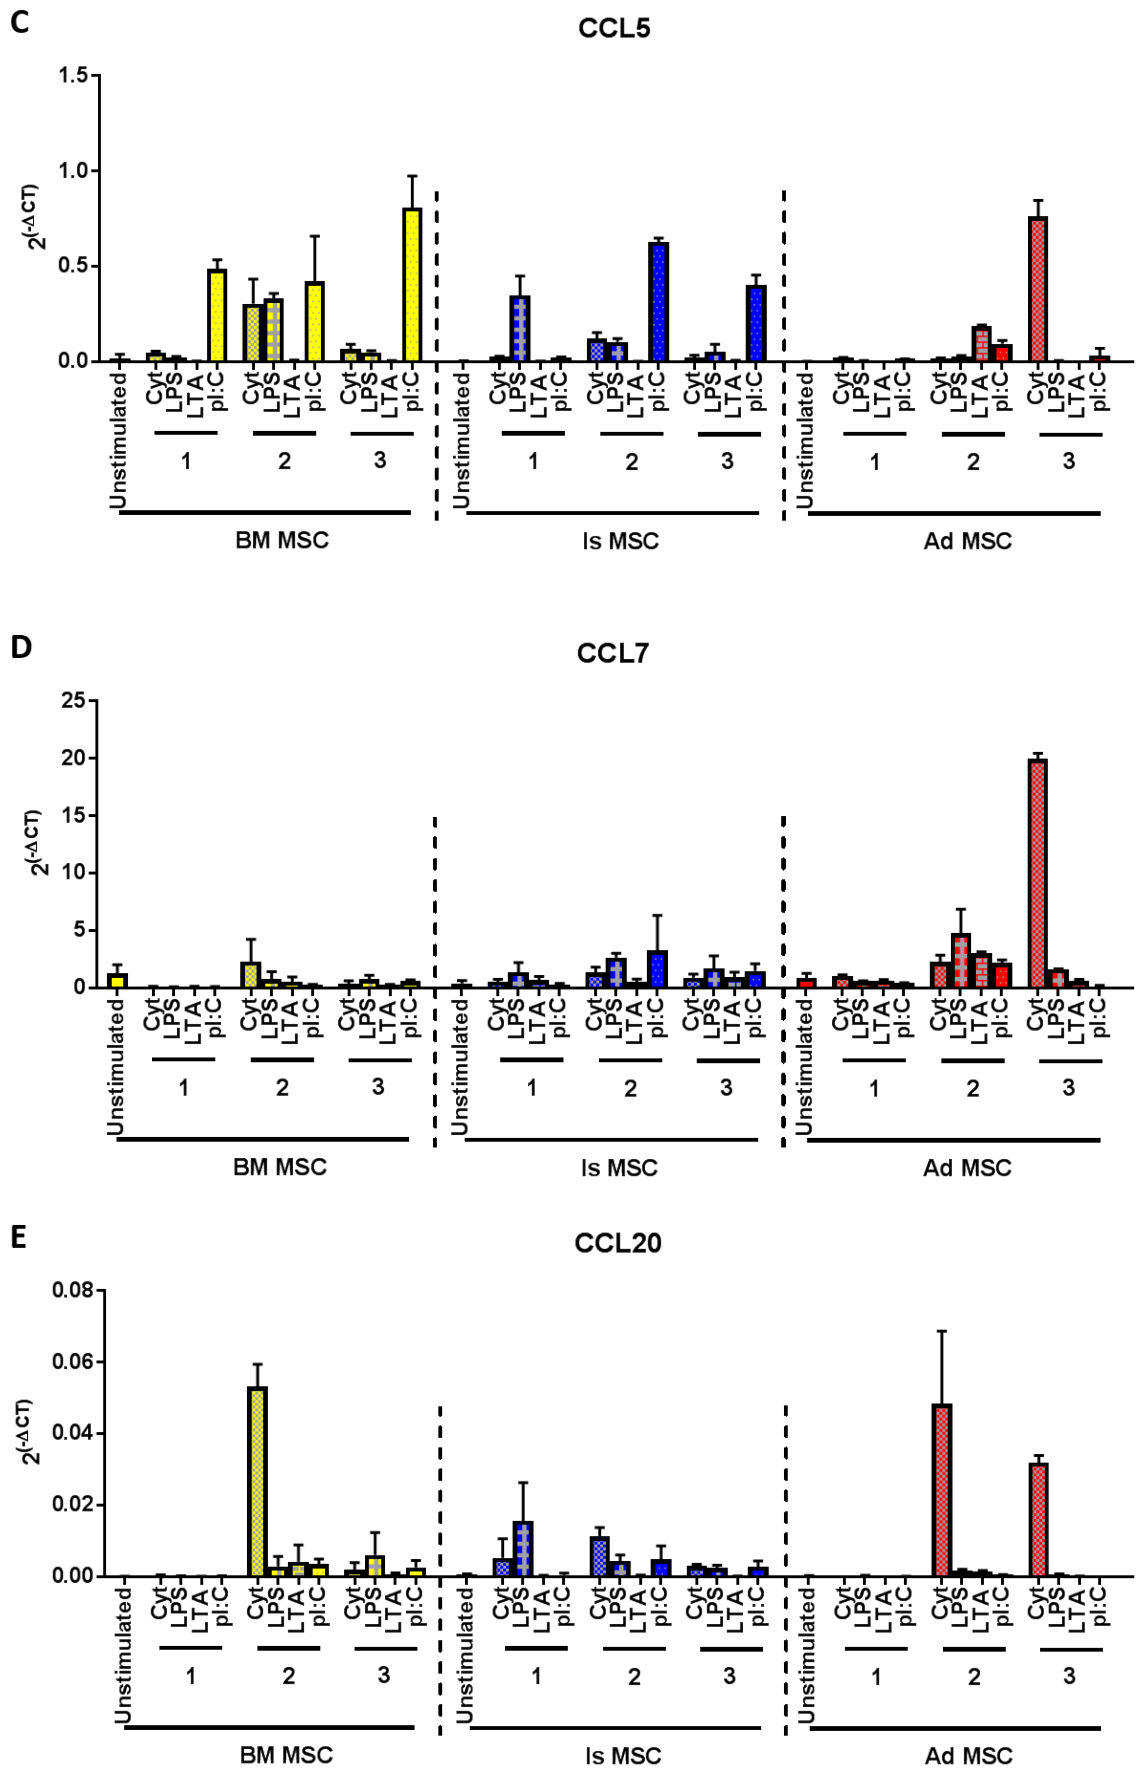 C
CCL5
1.5
1.0
0.5
0.0
2(-ΔCT)
Unstimulated Cyt LPS LTA pI:C Cyt LPS LTA pI:C Cyt LPS LTA pI:C Unstimulated Cyt LPS LTA pI:C Cyt LPS LTA pI:C Cyt LPS LTA pI:C Unstimulated Cyt LPS LTA pI:C Cyt LPS LTA pI:C Cyt LPS LTA pI:C
1 2 3 1 2 3 1 2 3
BM MSC Is MSC Ad MSC
D
CCL7
25
20
15
10
5
0
2(-ΔCT)
Unstimulated Cyt LPS LTA pI:C Cyt LPS LTA pI:C Cyt LPS LTA pI:C Unstimulated Cyt LPS LTA pI:C Cyt LPS LTA pI:C Cyt LPS LTA pI:C Unstimulated Cyt LPS LTA pI:C Cyt LPS LTA pI:C Cyt LPS LTA pI:C
1 2 3 1 2 3 1 2 3
BM MSC Is MSC Ad MSC
E
CCL20
0.08
0.06
0.04
0.02
0.00
2(-ΔCT)
Unstimulated Cyt LPS LTA pI:C Cyt LPS LTA pI:C Cyt LPS LTA pI:C Unstimulated Cyt LPS LTA pI:C Cyt LPS LTA pI:C Cyt LPS LTA pI:C Unstimulated Cyt LPS LTA pI:C Cyt LPS LTA pI:C Cyt LPS LTA pI:C
1 2 3 1 2 3 1 2 3
BM MSC Is MSC Ad MSC